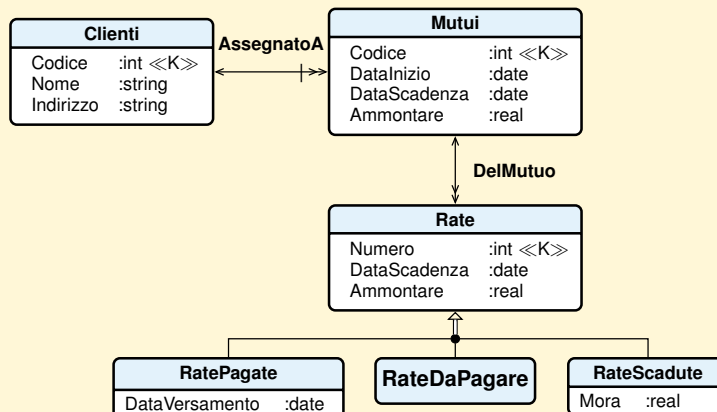 Clienti
Codice :int ≪K≫
Nome :string
Indirizzo :string
AssegnatoA
Mutui
Codice :int ≪K≫
DataInizio :date
DataScadenza :date
Ammontare :real
DelMutuo
Rate
Numero :int ≪K≫
DataScadenza :date
Ammontare :real
RatePagate
DataVersamento :date
RateDaPagare
RateScadute
Mora :real